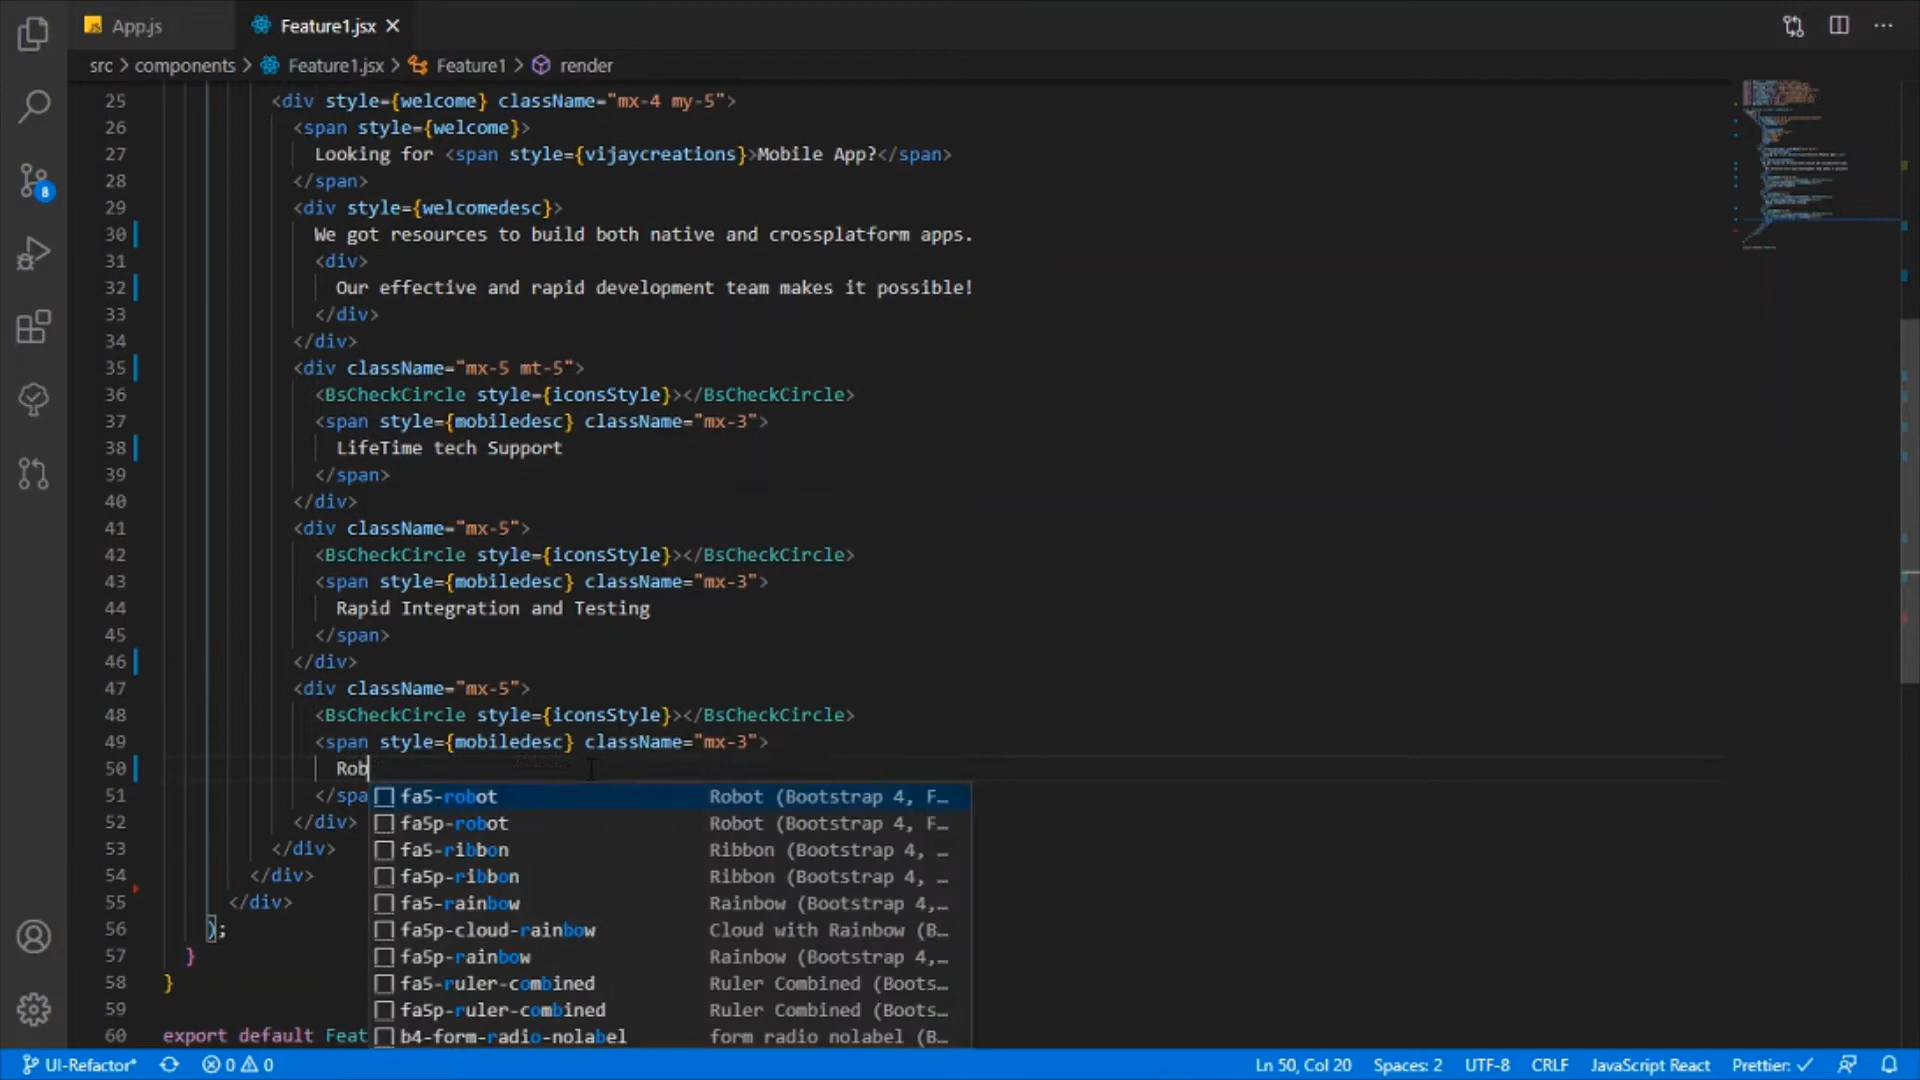 App.js Feature1.jsx
src > components > Feature1.jsx > Feature1 > render
25 <div style={welcome} className="mx-4 my-5">
26 <span style={welcome}>
27 Looking for <span style={vijaycreations}>Mobile App?</span>
28 </span>
29 <div style={welcomedesc}>
30 We got resources to build both native and crossplatform apps.
31 <div>
32 Our effective and rapid development team makes it possible!
33 </div>
34 </div>
35 <div className="mx-5 mt-5">
36 <BsCheckCircle style={iconsStyle}></BsCheckCircle>
37 <span style={mobiledesc} className="mx-3">
38 LifeTime tech Support
39 </span>
40 </div>
41 <div className="mx-5">
42 <BsCheckCircle style={iconsStyle}></BsCheckCircle>
43 <span style={mobiledesc} className="mx-3">
44 Rapid Integration and Testing
45 </span>
46 </div>
47 <div className="mx-5">
48 <BsCheckCircle style={iconsStyle}></BsCheckCircle>
49 <span style={mobiledesc} className="mx-3">
50 Rob
51 </spa fa5-robot Robot (Bootstrap 4, F…
52 </div> fa5p-robot Robot (Bootstrap 4, F…
53 </div> fa5-ribbon Ribbon (Bootstrap 4, …
54 </div> fa5p-ribbon Ribbon (Bootstrap 4, …
55 </div> fa5-rainbow Rainbow (Bootstrap 4,…
56 ); fa5p-cloud-rainbow Cloud with Rainbow (B…
57 } fa5p-rainbow Rainbow (Bootstrap 4,…
58 } fa5-ruler-combined Ruler Combined (Boots…
59 fa5p-ruler-combined Ruler Combined (Boots…
60 export default Feat b4-form-radio-nolabel form radio nolabel (B…
8
UI-Refactor* 0 0 Ln 50, Col 20 Spaces: 2 UTF-8 CRLF JavaScript React Prettier: ✓